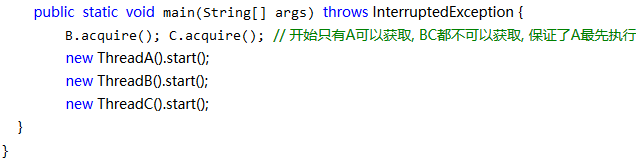 public static void main(String[] args) throws InterruptedException {
B.acquire(); C.acquire(); // 开始只有A可以获取, BC都不可以获取, 保证了A最先执行
new ThreadA().start();
new ThreadB().start();
new ThreadC().start();
}
}